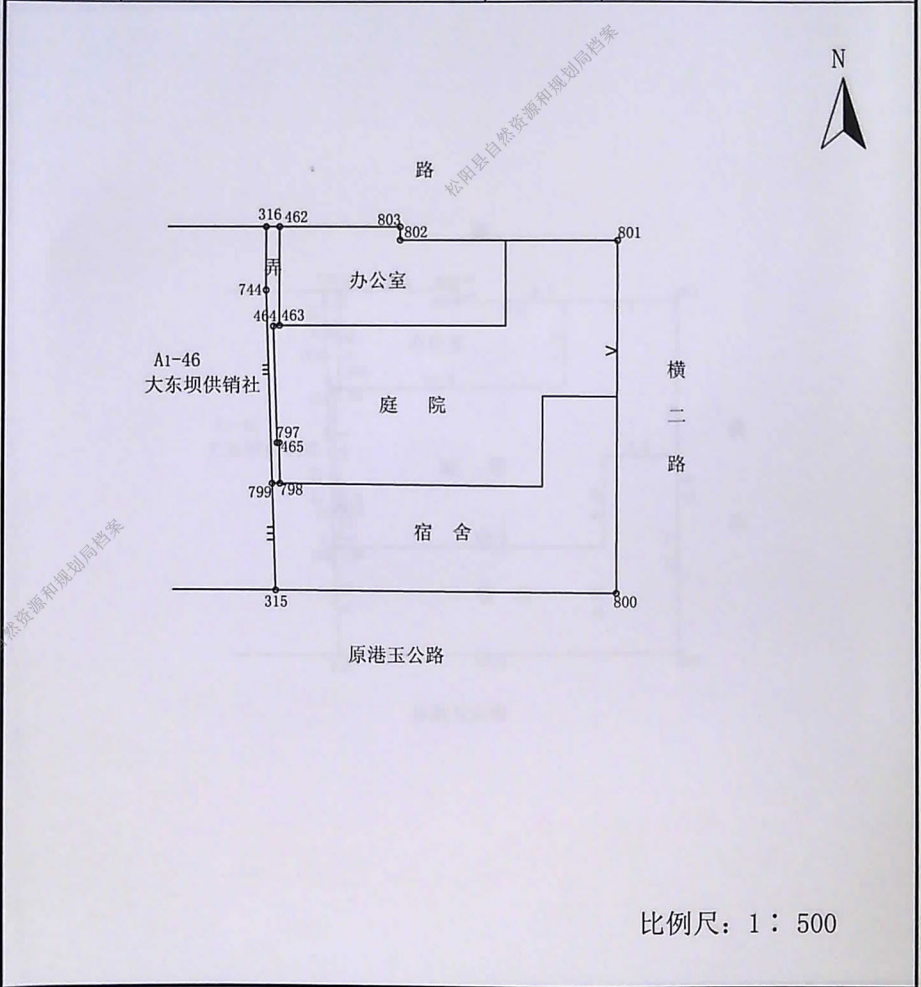 松阳县自然资源和规划局档案
N
路
316 462
803
802
801
弄
办公室
744
464 463
A1-46
大东坝供销社
横二路
庭 院
797
465
799 798
宿 舍
315
800
原港玉公路
然资源和规划局档案
比例尺：1：500